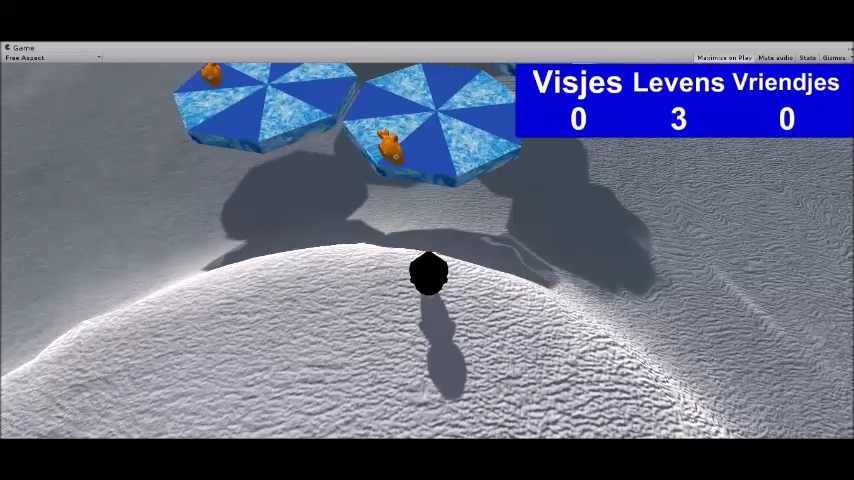 Game
Free Aspect
Maximize on Play Mute audio Stats Gizmos
Visjes Levens Vriendjes
0 3 0